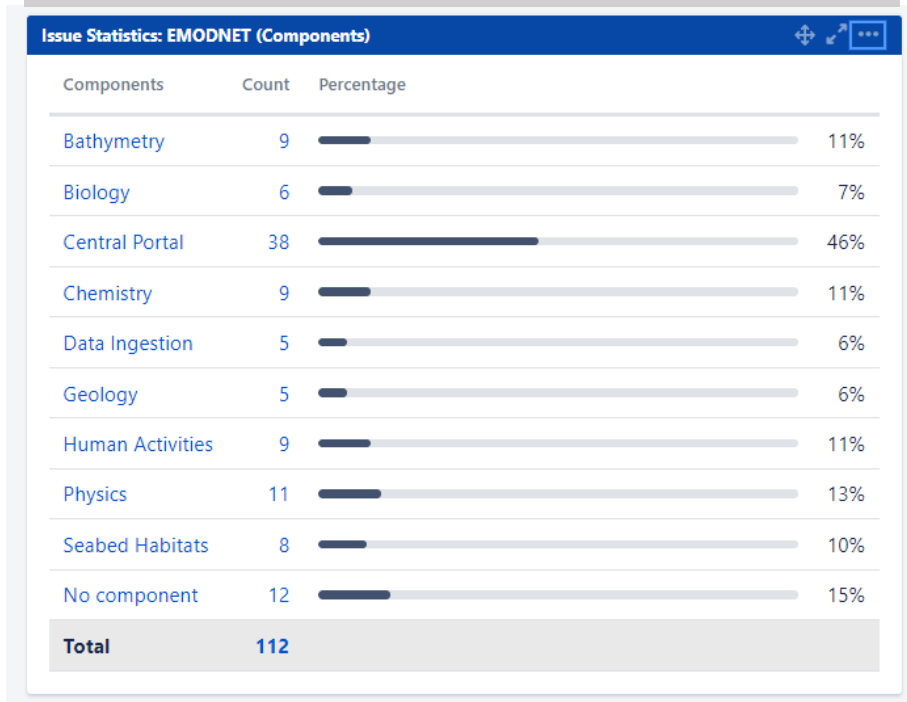 Issue Statistics: EMODNET (Components)
Components Count Percentage
Bathymetry 9 11%
Biology 6 7%
Central Portal 38 46%
Chemistry 9 11%
Data Ingestion 5 6%
Geology 5 6%
Human Activities 9 11%
Physics 11 13%
Seabed Habitats 8 10%
No component 12 15%
Total 112